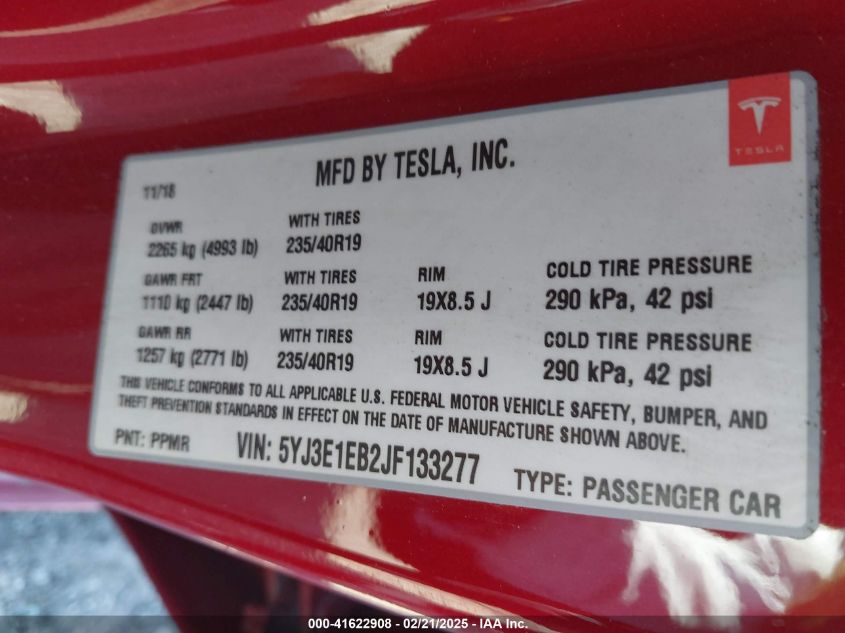 TESLA
MFD BY TESLA, INC.
11/18
GVWR WITH TIRES
2265 kg (4993 lb) 235/40R19
GAWR FRT WITH TIRES RIM COLD TIRE PRESSURE
1110 kg (2447 lb) 235/40R19 19X8.5 J 290 kPa, 42 psi
GAWR RR WITH TIRES RIM COLD TIRE PRESSURE
1257 kg (2771 lb) 235/40R19 19X8.5 J 290 kPa, 42 psi
THIS VEHICLE CONFORMS TO ALL APPLICABLE U.S. FEDERAL MOTOR VEHICLE SAFETY, BUMPER, AND
THEFT PREVENTION STANDARDS IN EFFECT ON THE DATE OF MANUFACTURE SHOWN ABOVE.
PNT: PPMR VIN: 5YJ3E1EB2JF133277 TYPE: PASSENGER CAR
000-41622908 - 02/21/2025 - IAA Inc.